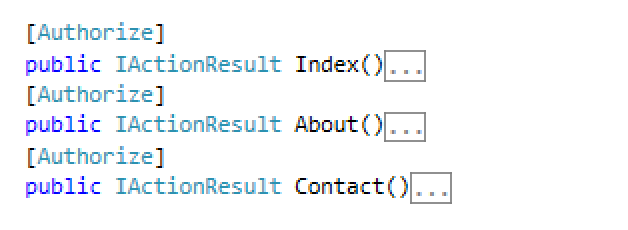 [Authorize]
public IActionResult Index()...
[Authorize]
public IActionResult About()...
[Authorize]
public IActionResult Contact()...